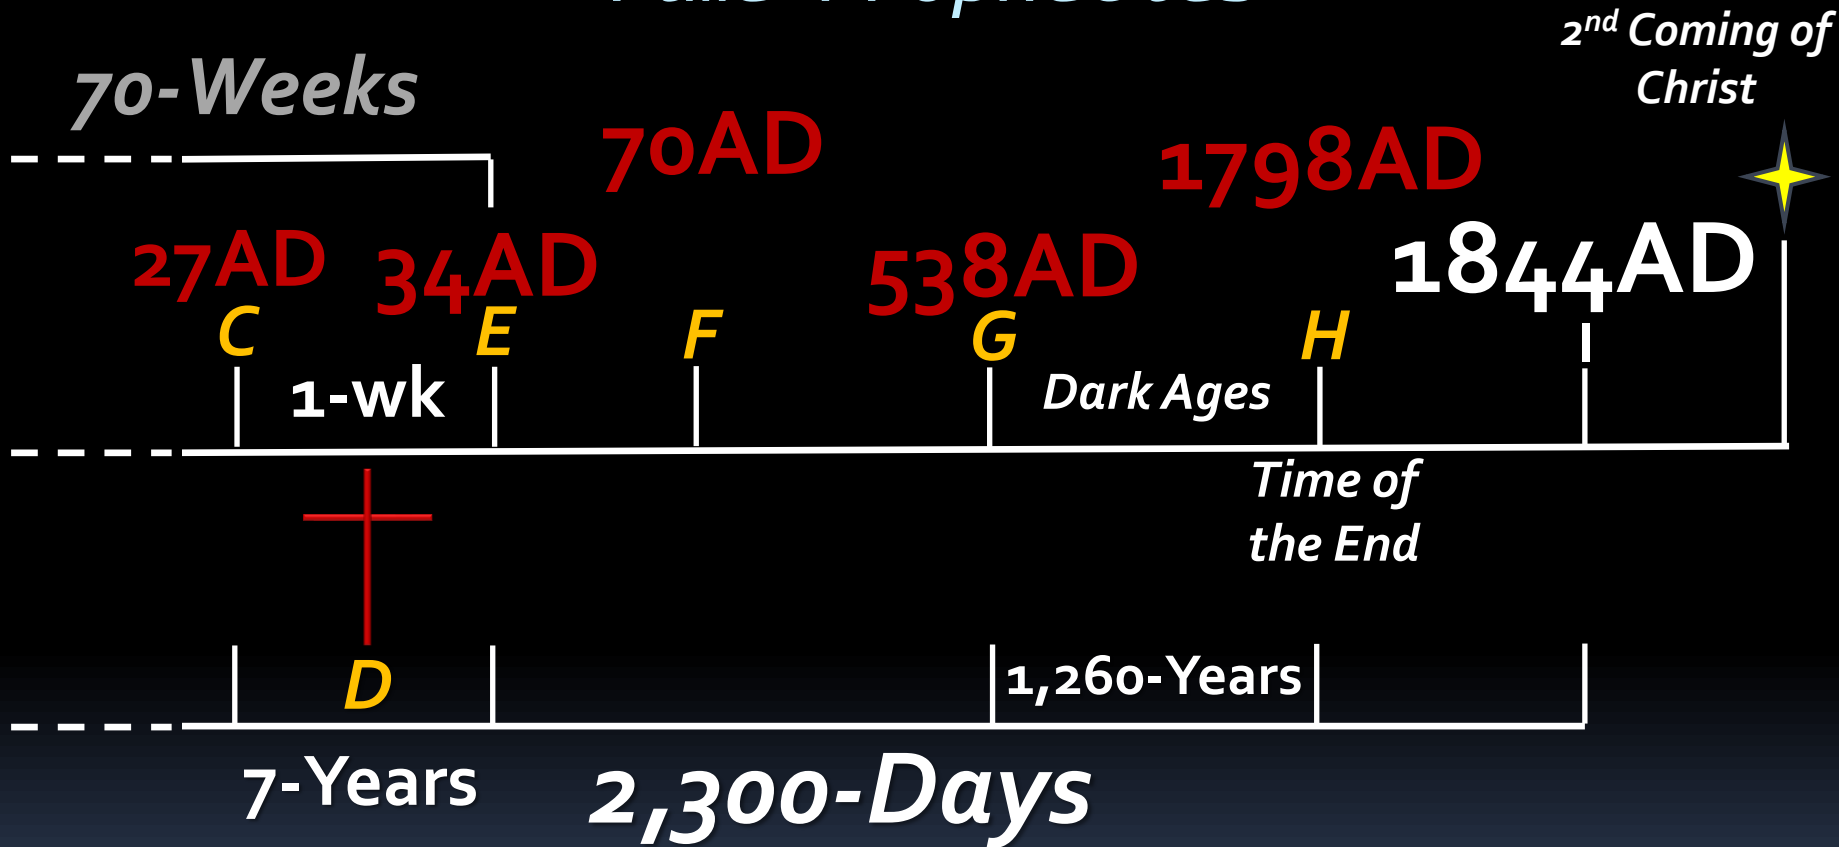 2nd Coming of
Christ
70-Weeks
70AD
1798AD
27AD
34AD
538AD
1844AD
C
E
F
G
H
I
1-wk
Dark Ages
Time of
the End
D
1,260-Years
7-Years
2,300-Days